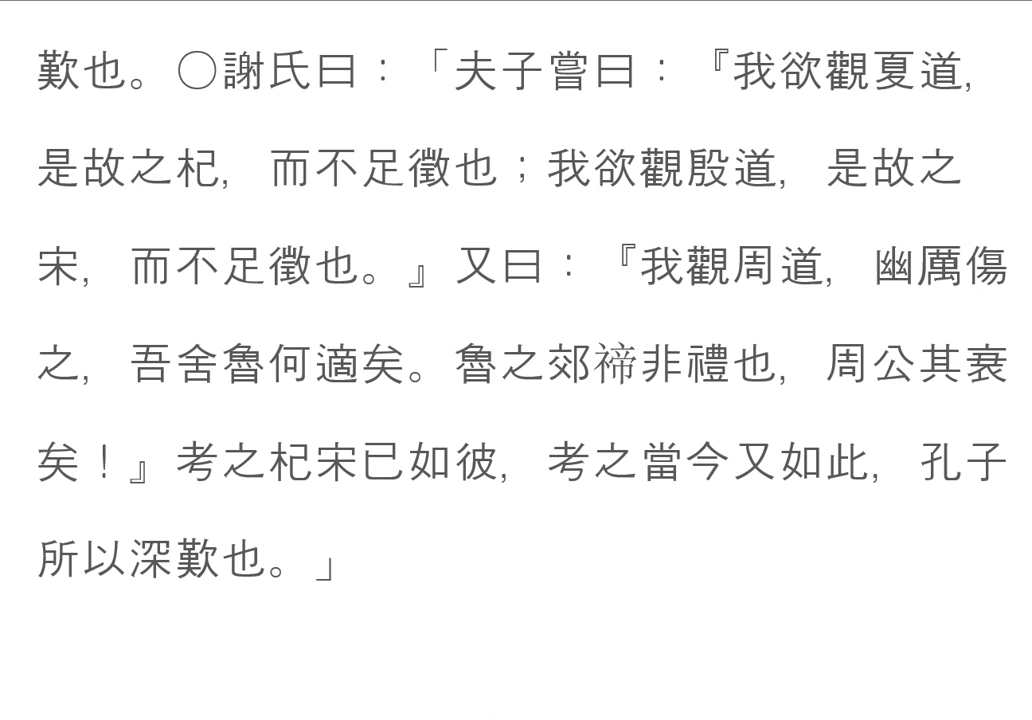 歎也。○謝氏曰：「夫子嘗曰：『我欲觀夏道，
是故之杞，而不足徵也；我欲觀殷道，是故之
宋，而不足徵也。』又曰：『我觀周道，幽厲傷
之，吾舍魯何適矣。魯之郊禘非禮也，周公其衰
矣！』考之杞宋已如彼，考之當今又如此，孔子
所以深歎也。」